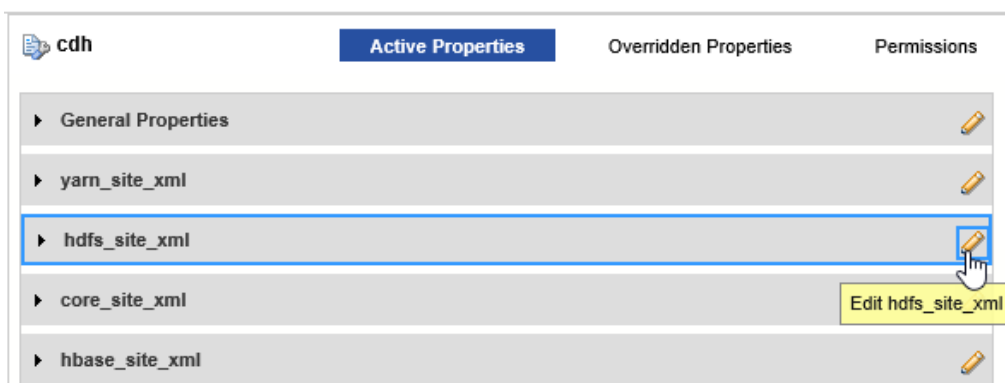 cdh Active Properties Overridden Properties Permissions
General Properties
yarn_site_xml
hdfs_site_xml
core_site_xml
Edit hdfs_site_xml
hbase_site_xml